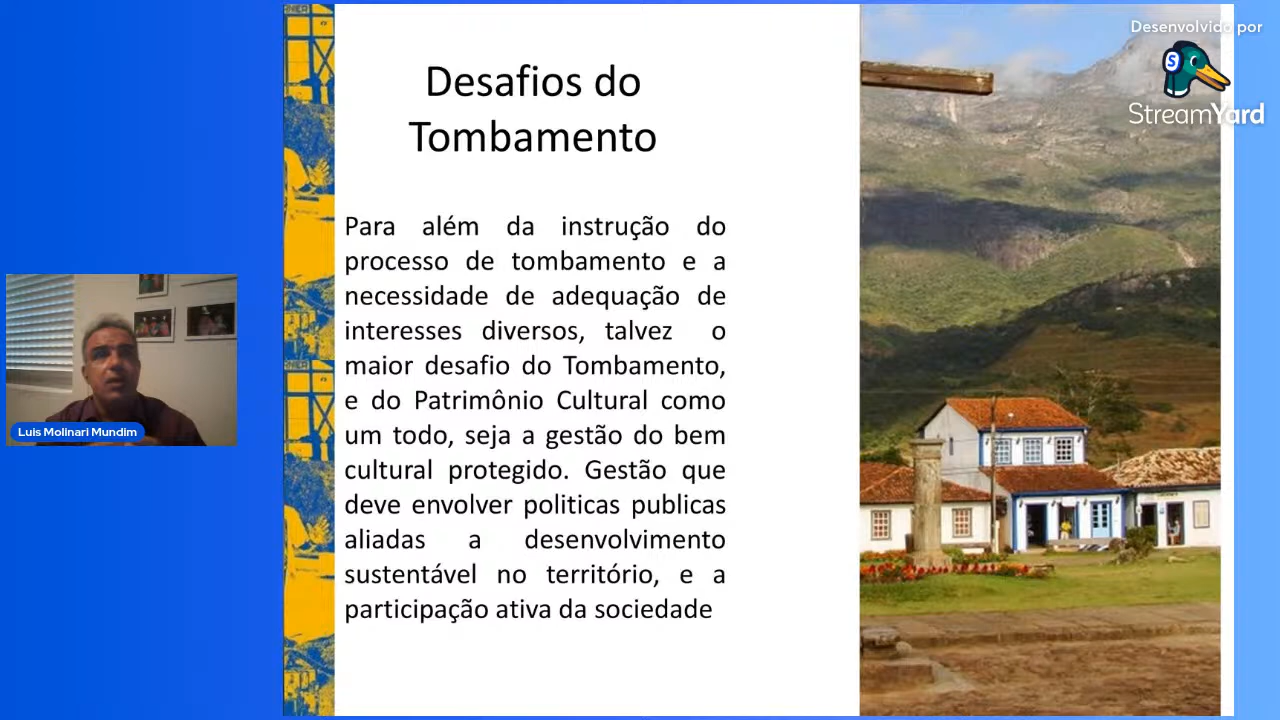 Desenvolvido por
StreamYard
Desafios do
Tombamento
Para além da instrução do
processo de tombamento e a
necessidade de adequação de
interesses diversos, talvez o
maior desafio do Tombamento,
e do Patrimônio Cultural como
um todo, seja a gestão do bem
cultural protegido. Gestão que
deve envolver politicas publicas
aliadas a desenvolvimento
sustentável no território, e a
participação ativa da sociedade
Luis Molinari Mundim